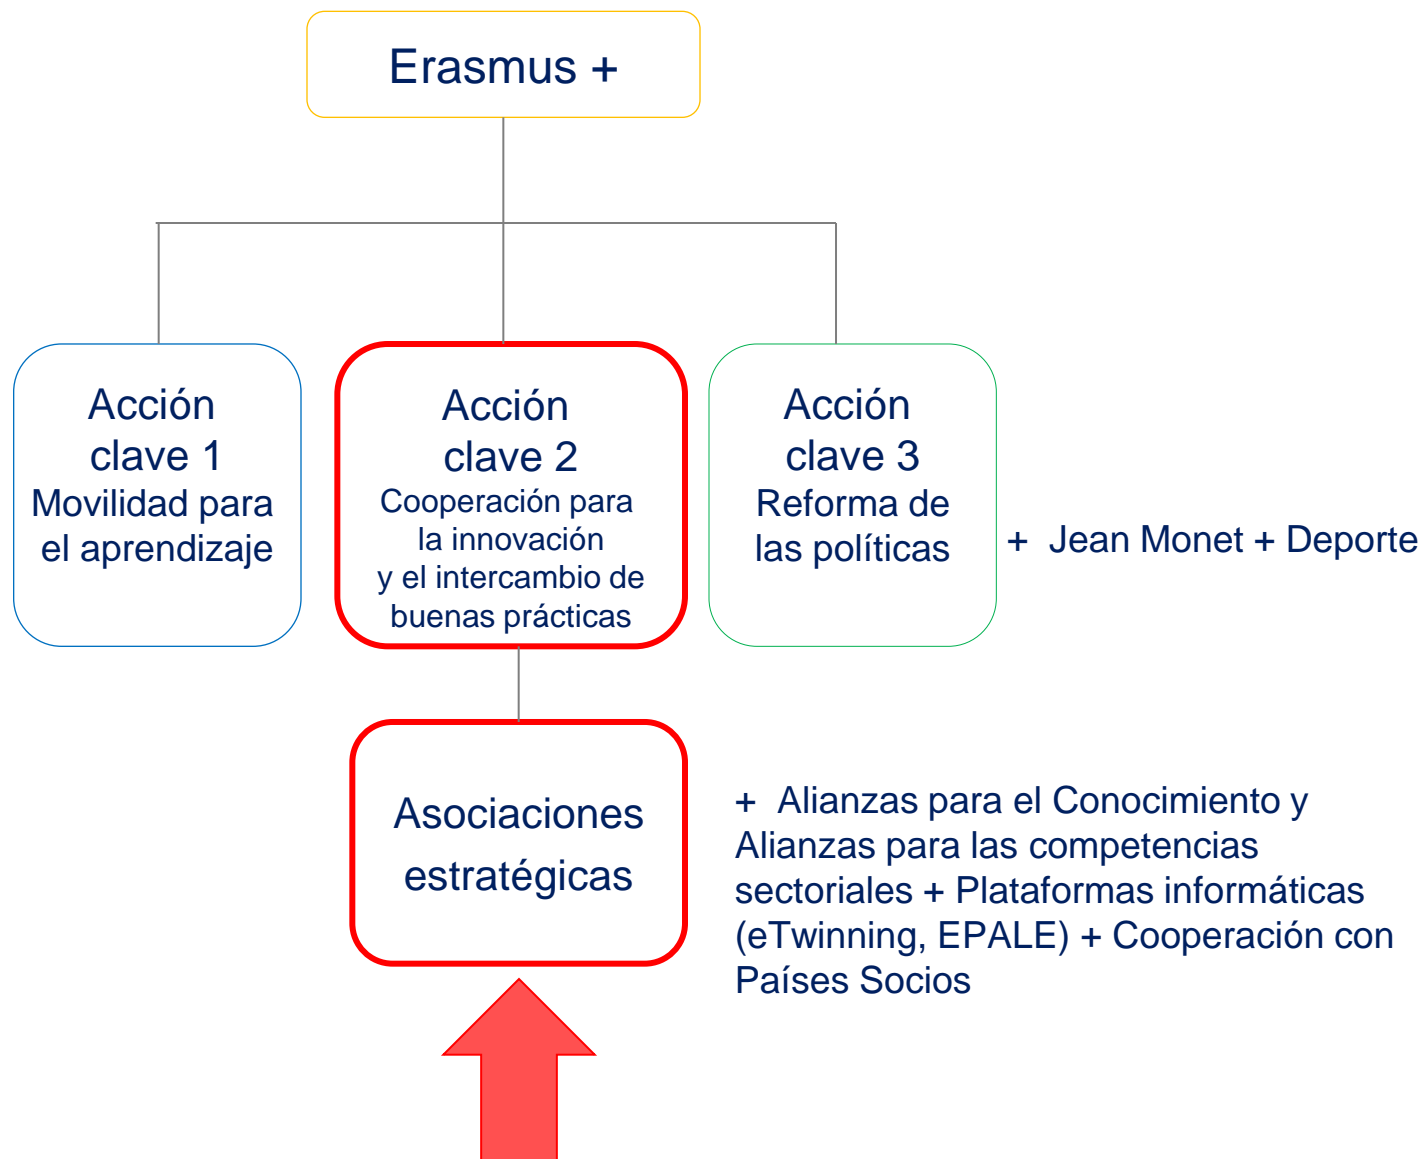 Erasmus +
Acción
clave 1
Movilidad para
el aprendizaje
Acción
clave 2
Cooperación para
la innovación
y el intercambio de
buenas prácticas
Acción
clave 3
Reforma de
las políticas
+ Jean Monet + Deporte
Asociaciones
estratégicas
+ Alianzas para el Conocimiento y
Alianzas para las competencias
sectoriales + Plataformas informáticas
(eTwinning, EPALE) + Cooperación con
Países Socios